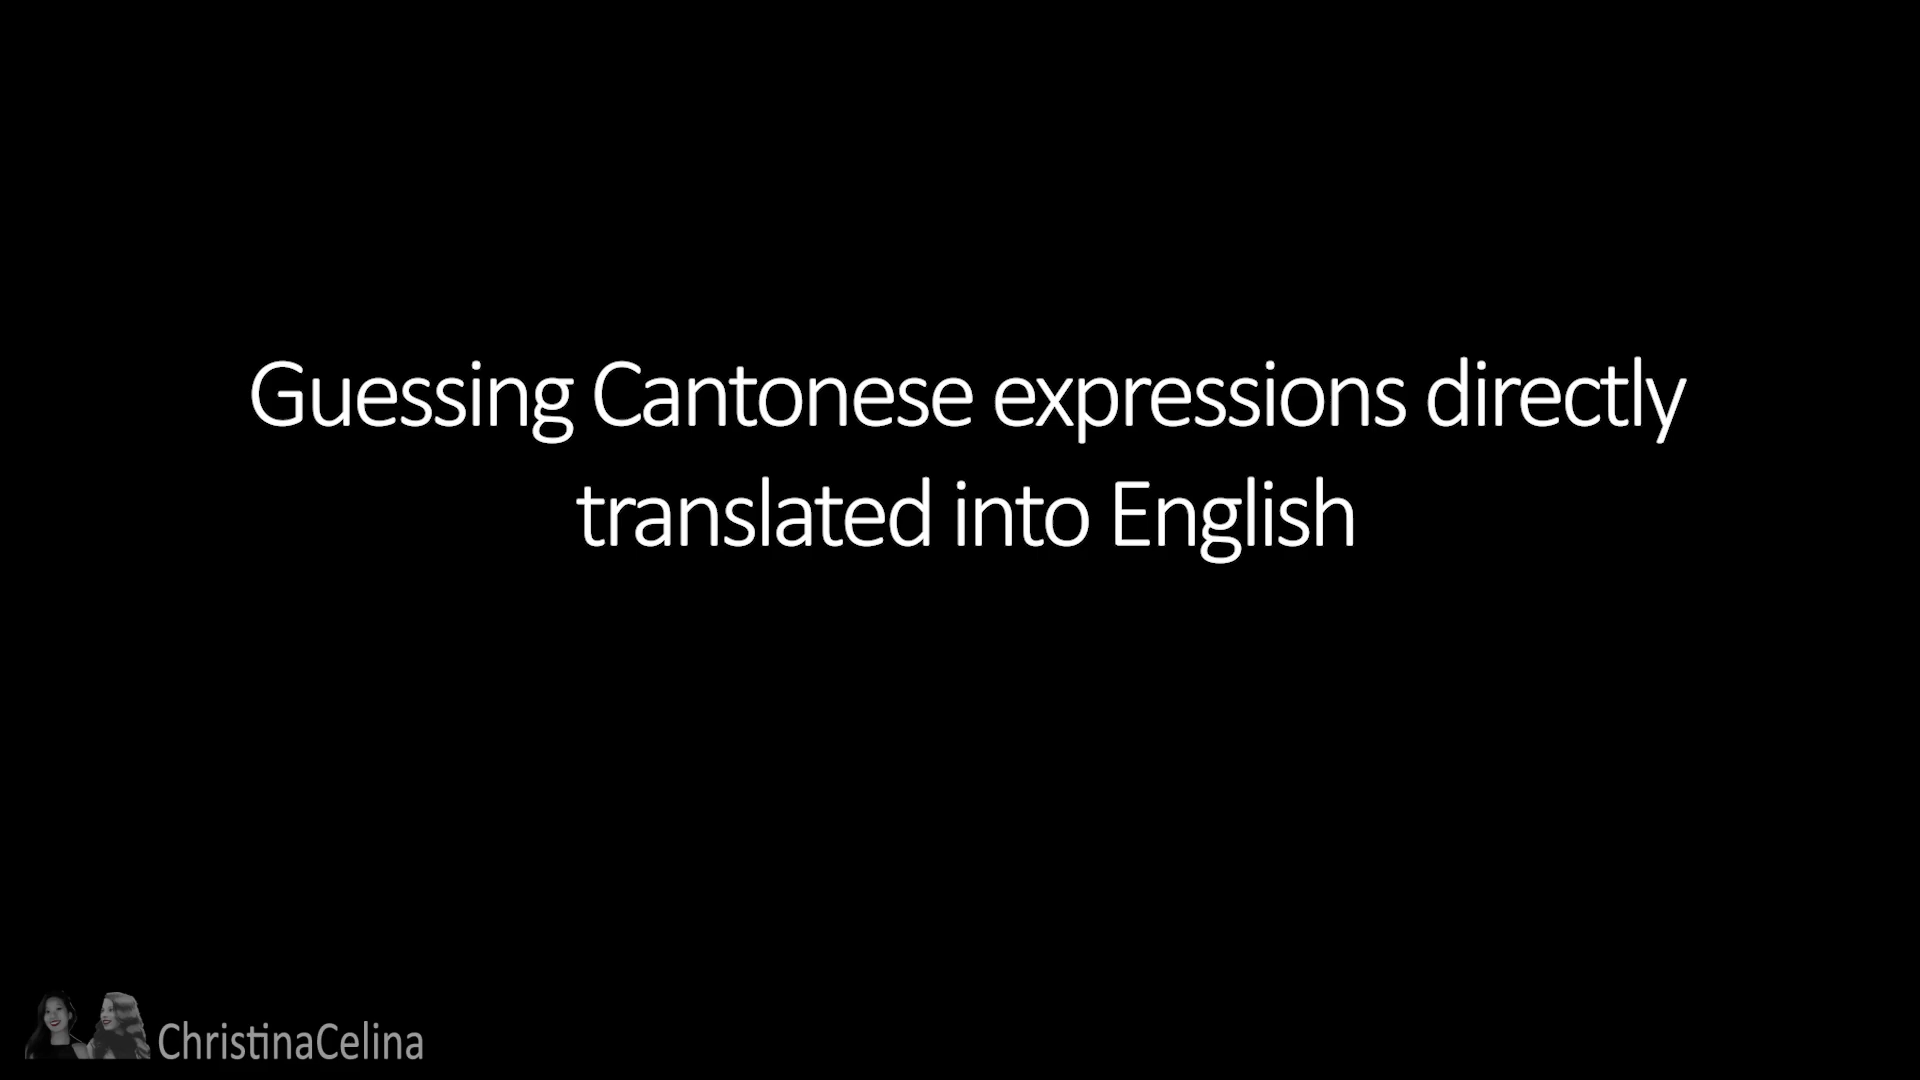 Guessing Cantonese expressions directly
translated into English
ChristinaCelina